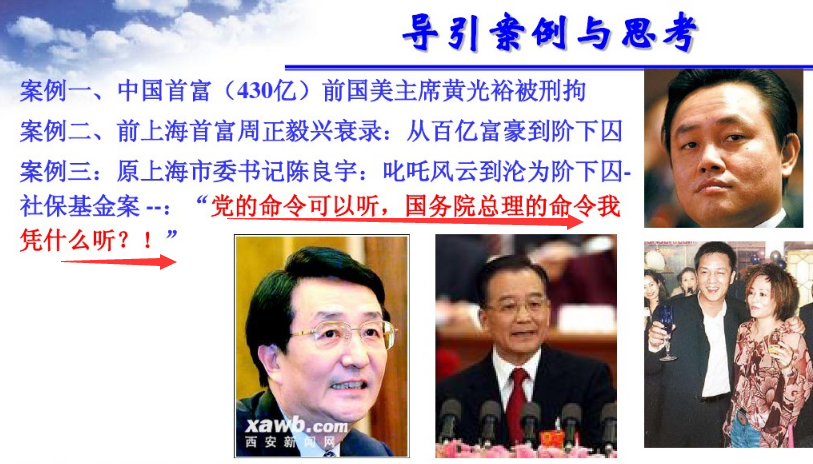 导引案例与思考
案例一、中国首富（430亿）前国美主席黄光裕被刑拘
案例二、前上海首富周正毅兴衰录：从百亿富豪到阶下囚
案例三：原上海市委书记陈良宇：叱吒风云到沦为阶下囚-
社保基金案 --：“党的命令可以听，国务院总理的命令我
凭什么听？！”
xawb.com
西安新闻网